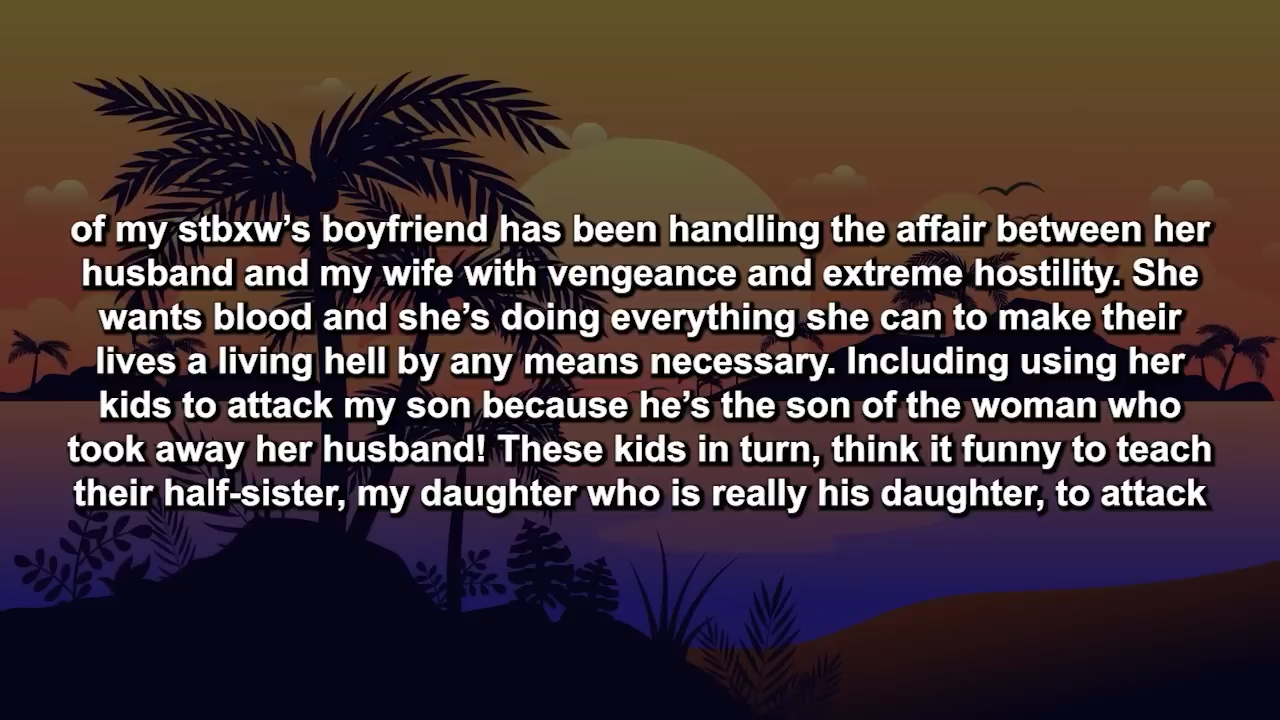 of my stbxw’s boyfriend has been handling the affair between her
husband and my wife with vengeance and extreme hostility. She
wants blood and she’s doing everything she can to make their
lives a living hell by any means necessary. Including using her
kids to attack my son because he’s the son of the woman who
took away her husband! These kids in turn, think it funny to teach
their half-sister, my daughter who is really his daughter, to attack